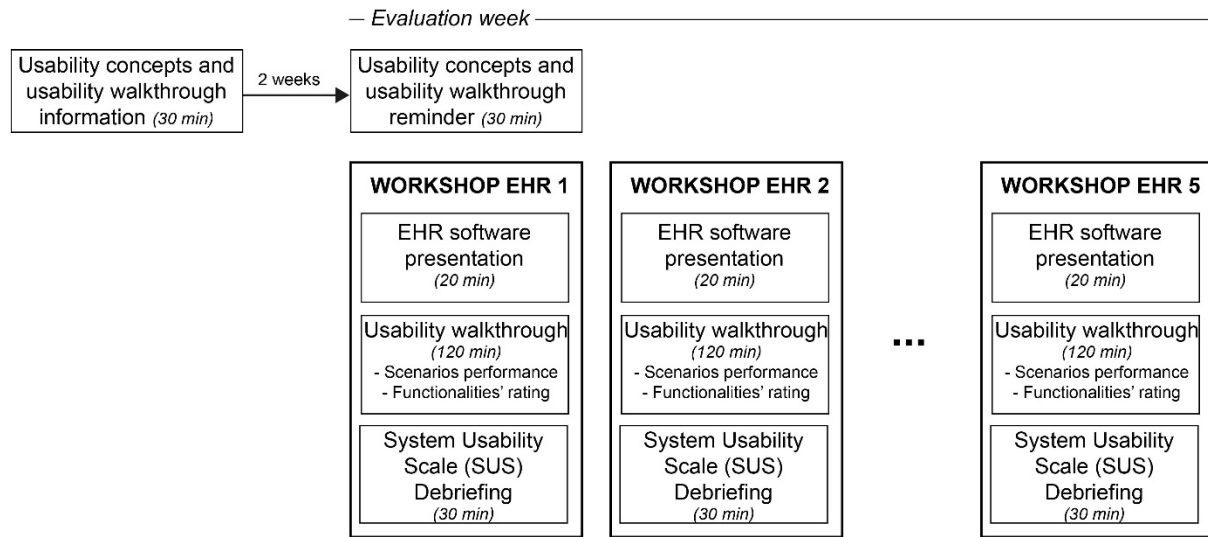 Evaluation week
Usability concepts and
usability walkthrough
information (30 min)
2 weeks
Usability concepts and
usability walkthrough
reminder (30 min)
WORKSHOP EHR 1
EHR software
presentation
(20 min)
Usability walkthrough
(120 min)
- Scenarios performance
- Functionalities' rating
System Usability
Scale (SUS)
Debriefing
(30 min)
WORKSHOP EHR 2
EHR software
presentation
(20 min)
Usability walkthrough
(120 min)
- Scenarios performance
- Functionalities' rating
System Usability
Scale (SUS)
Debriefing
(30 min)
...
WORKSHOP EHR 5
EHR software
presentation
(20 min)
Usability walkthrough
(120 min)
- Scenarios performance
- Functionalities' rating
System Usability
Scale (SUS)
Debriefing
(30 min)